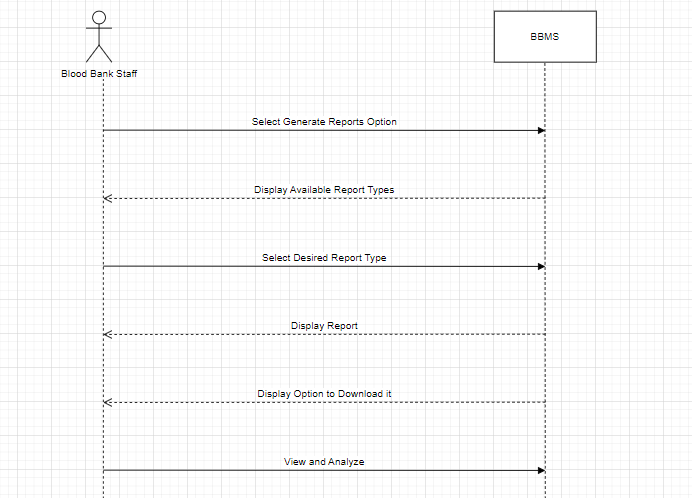 BBMS
Blood Bank Staff
Select Generate Reports Option
Display Available Report Types
Select Desired Report Type
Display Report
Display Option to Download it
View and Analyze